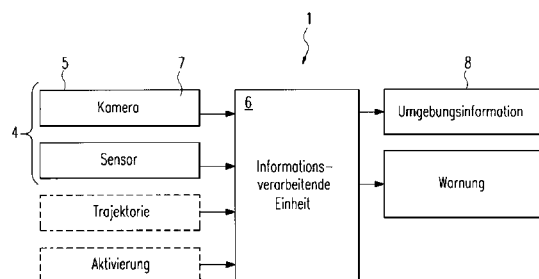 1
5
7
8
4
Kamera
6
Umgebungsinformation
Sensor
Informations-
verarbeitende
Einheit
Warnung
Trajektorie
Aktivierung